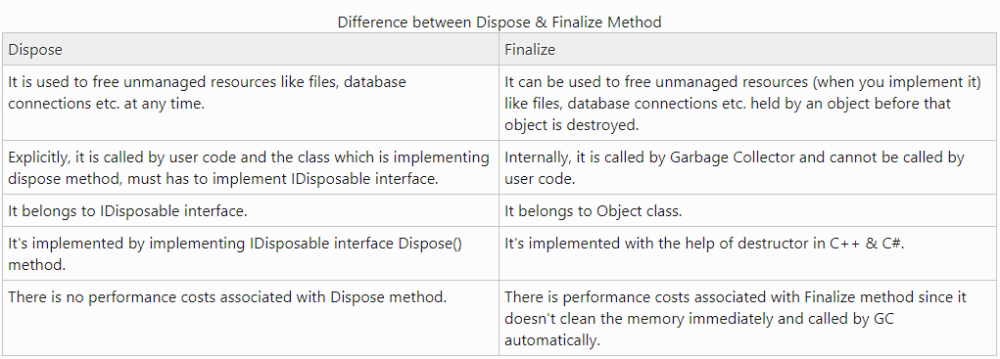 Difference between Dispose & Finalize Method
Dispose
Finalize
It is used to free unmanaged resources like files, database
connections etc. at any time.
It can be used to free unmanaged resources (when you implement it)
like files, database connections etc. held by an object before that
object is destroyed.
Explicitly, it is called by user code and the class which is implementing
dispose method, must has to implement IDisposable interface.
Internally, it is called by Garbage Collector and cannot be called by
user code.
It belongs to IDisposable interface.
It belongs to Object class.
It's implemented by implementing IDisposable interface Dispose()
method.
It's implemented with the help of destructor in C++ & C#.
There is no performance costs associated with Dispose method.
There is performance costs associated with Finalize method since it
doesn't clean the memory immediately and called by GC
automatically.